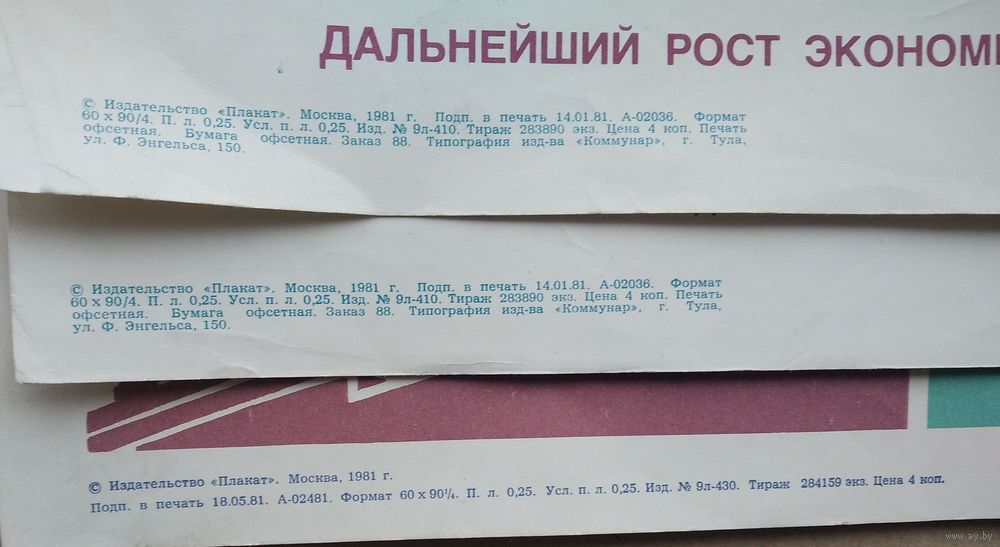 ДАЛЬНЕЙШИЙ РОСТ
© Издательство «Плакат». Москва, 1981 г. Подп. в печать 14.01.81. А-02036. Формат
60 х 90/4. П. л. 0,25. Усл. п. л. 0,25. Изд. № 9л-410. Тираж 283890 экз. Цена 4 коп. Печать
офсетная. Бумага офсетная. Заказ 88. Типография изд-ва «Коммунар», г. Тула,
ул. Ф. Энгельса, 150.
© Издательство «Плакат». Москва, 1981 г. Подп. в печать 14.01.81. А-02036. Формат
60 х 90/4. П. л. 0,25. Усл. п. л. 0,25. Изд. № 9л-410. Тираж 283890 экз. Цена 4 коп. Печать
офсетная. Бумага офсетная. Заказ 88. Типография изд-ва «Коммунар», г. Тула,
ул. Ф. Энгельса, 150.
© Издательство «Плакат». Москва, 1981 г.
Подп. в печать 18.05.81. А-02481. Формат 60 х 90¼. П. л. 0,25. Усл. п. л. 0,25. Изд. № 9л-430. Тираж 284159 экз. Цена 4 коп.
www.ay.by